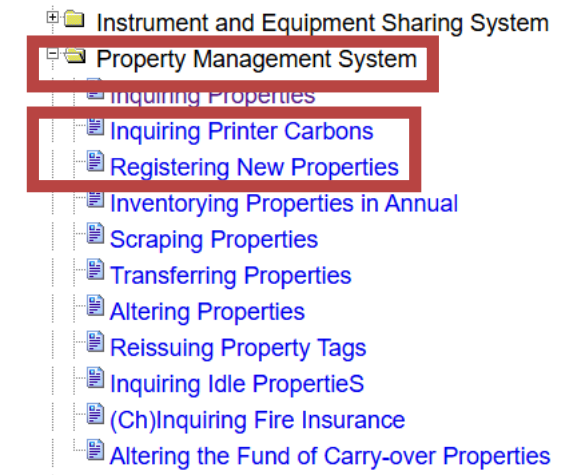 Instrument and Equipment Sharing System
Property Management System
Inquiring Properties
Inquiring Printer Carbons
Registering New Properties
Inventorying Properties in Annual
Scraping Properties
Transferring Properties
Altering Properties
Reissuing Property Tags
Inquiring Idle PropertieS
(Ch)Inquiring Fire Insurance
Altering the Fund of Carry-over Properties